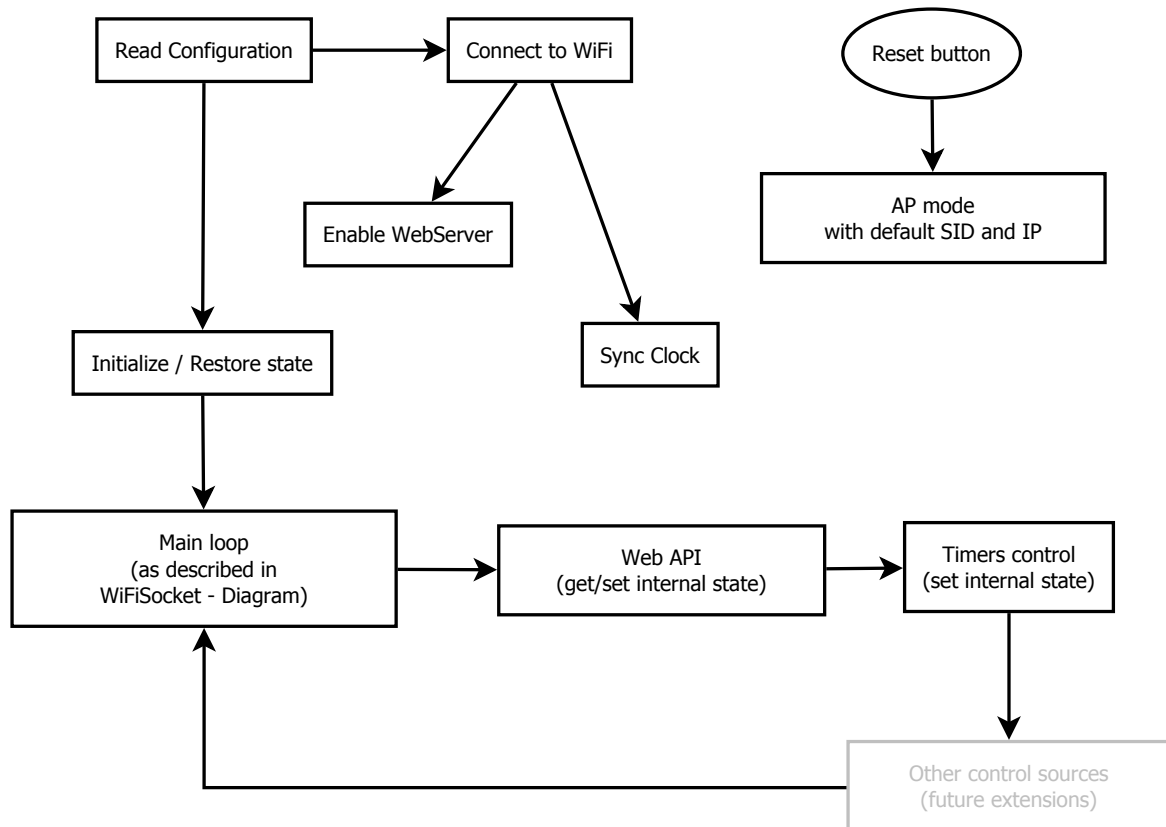 Read Configuration
Connect to WiFi
Reset button
AP mode
with default SID and IP
Enable WebServer
Initialize / Restore state
Sync Clock
Main loop
(as described in
WiFiSocket - Diagram)
Web API
(get/set internal state)
Timers control
(set internal state)
Other control sources
(future extensions)